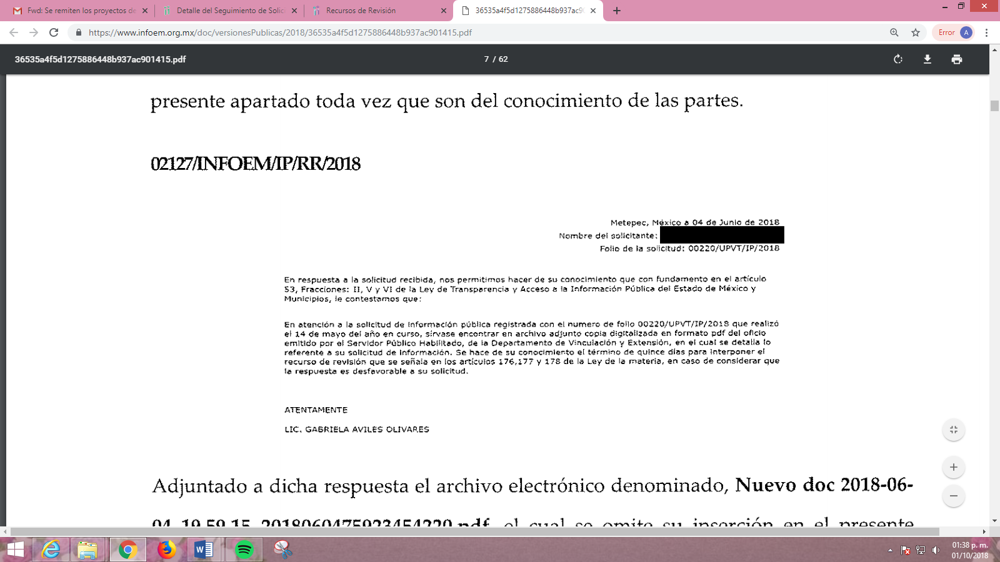 Fwd: Se remiten los proyectos de
Detalle del Seguimiento de Solic
Recursos de Revisión
36535a4f5d1275886448b937ac90
https://www.infoem.org.mx/doc/versionesPublicas/2018/36535a4f5d1275886448b937ac901415.pdf
Error A
36535a4f5d1275886448b937ac901415.pdf
7 / 62
presente apartado toda vez que son del conocimiento de las partes.
02127/INFOEM/IP/RR/2018
Metepec, México a 04 de Junio de 2018
Nombre del solicitante:
Folio de la solicitud: 00220/UPVT/IP/2018
En respuesta a la solicitud recibida, nos permitimos hacer de su conocimiento que con fundamento en el artículo
53, Fracciones: II, V y VI de la Ley de Transparencia y Acceso a la Información Pública del Estado de México y
Municipios, le contestamos que:
En atención a la solicitud de información pública registrada con el numero de folio 00220/UPVT/IP/2018 que realizó
el 14 de mayo del año en curso, sírvase encontrar en archivo adjunto copia digitalizada en formato pdf del oficio
emitido por el Servidor Público Habilitado, de la Departamento de Vinculación y Extensión, en el cual se detalla lo
referente a su solicitud de información. Se hace de su conocimiento el término de quince días para interponer el
recurso de revisión que se señala en los artículos 176,177 y 178 de la Ley de la materia, en caso de considerar que
la respuesta es desfavorable a su solicitud.
ATENTAMENTE
LIC. GABRIELA AVILES OLIVARES
Adjuntado a dicha respuesta el archivo electrónico denominado, Nuevo doc 2018-06-
04 19.59.15_2018060475923454220.pdf, el cual se omite su inserción en el presente
01:38 p. m.
01/10/2018